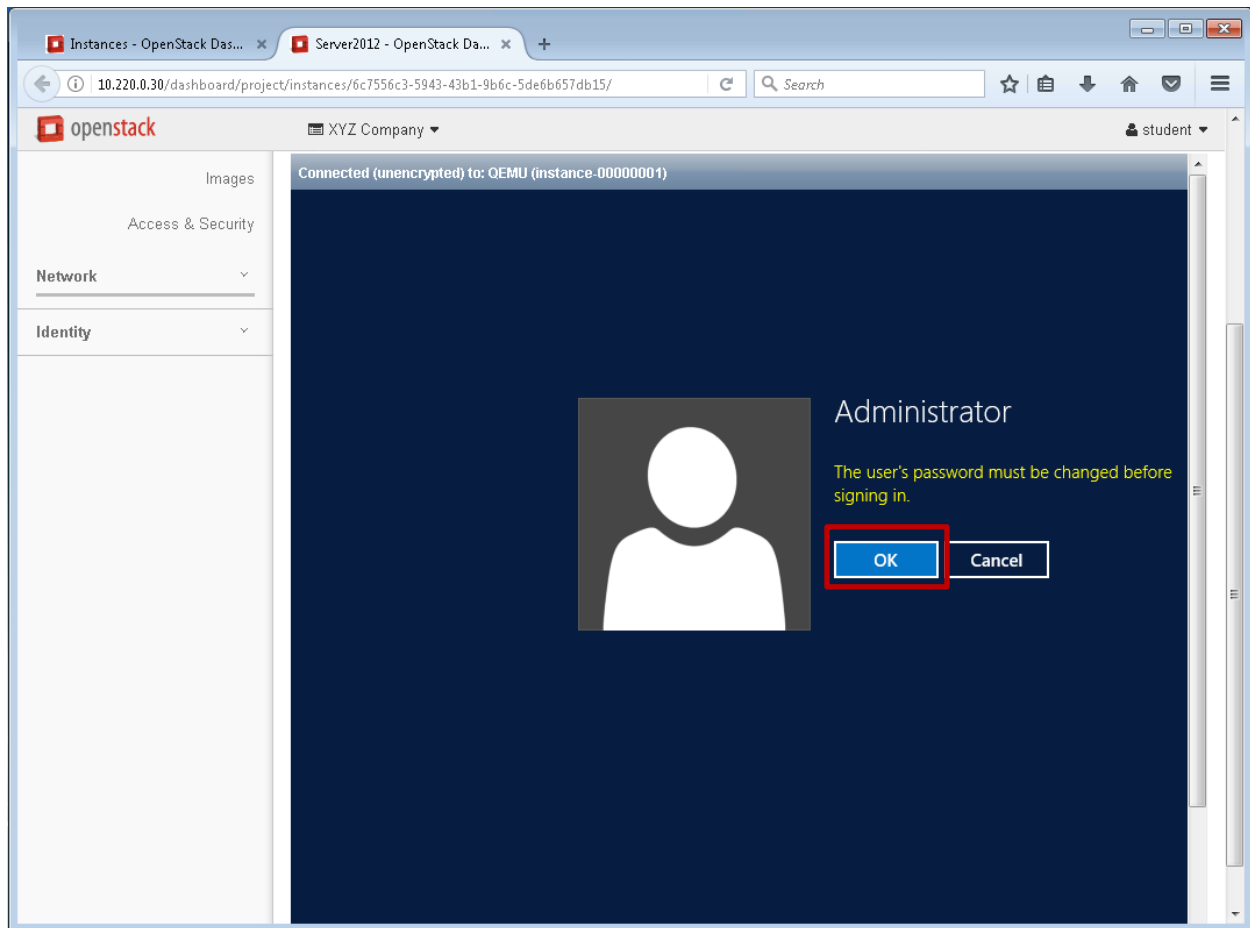 Instances - OpenStack Das...
Server2012 - OpenStack Da...
10.220.0.30/dashboard/project/instances/6c7556c3-5943-43b1-9b6c-5de6b657db15/
Search
openstack
XYZ Company
student
Images
Access & Security
Network
Identity
Connected (unencrypted) to: QEMU (instance-00000001)
Administrator
The user's password must be changed before
signing in.
OK
Cancel